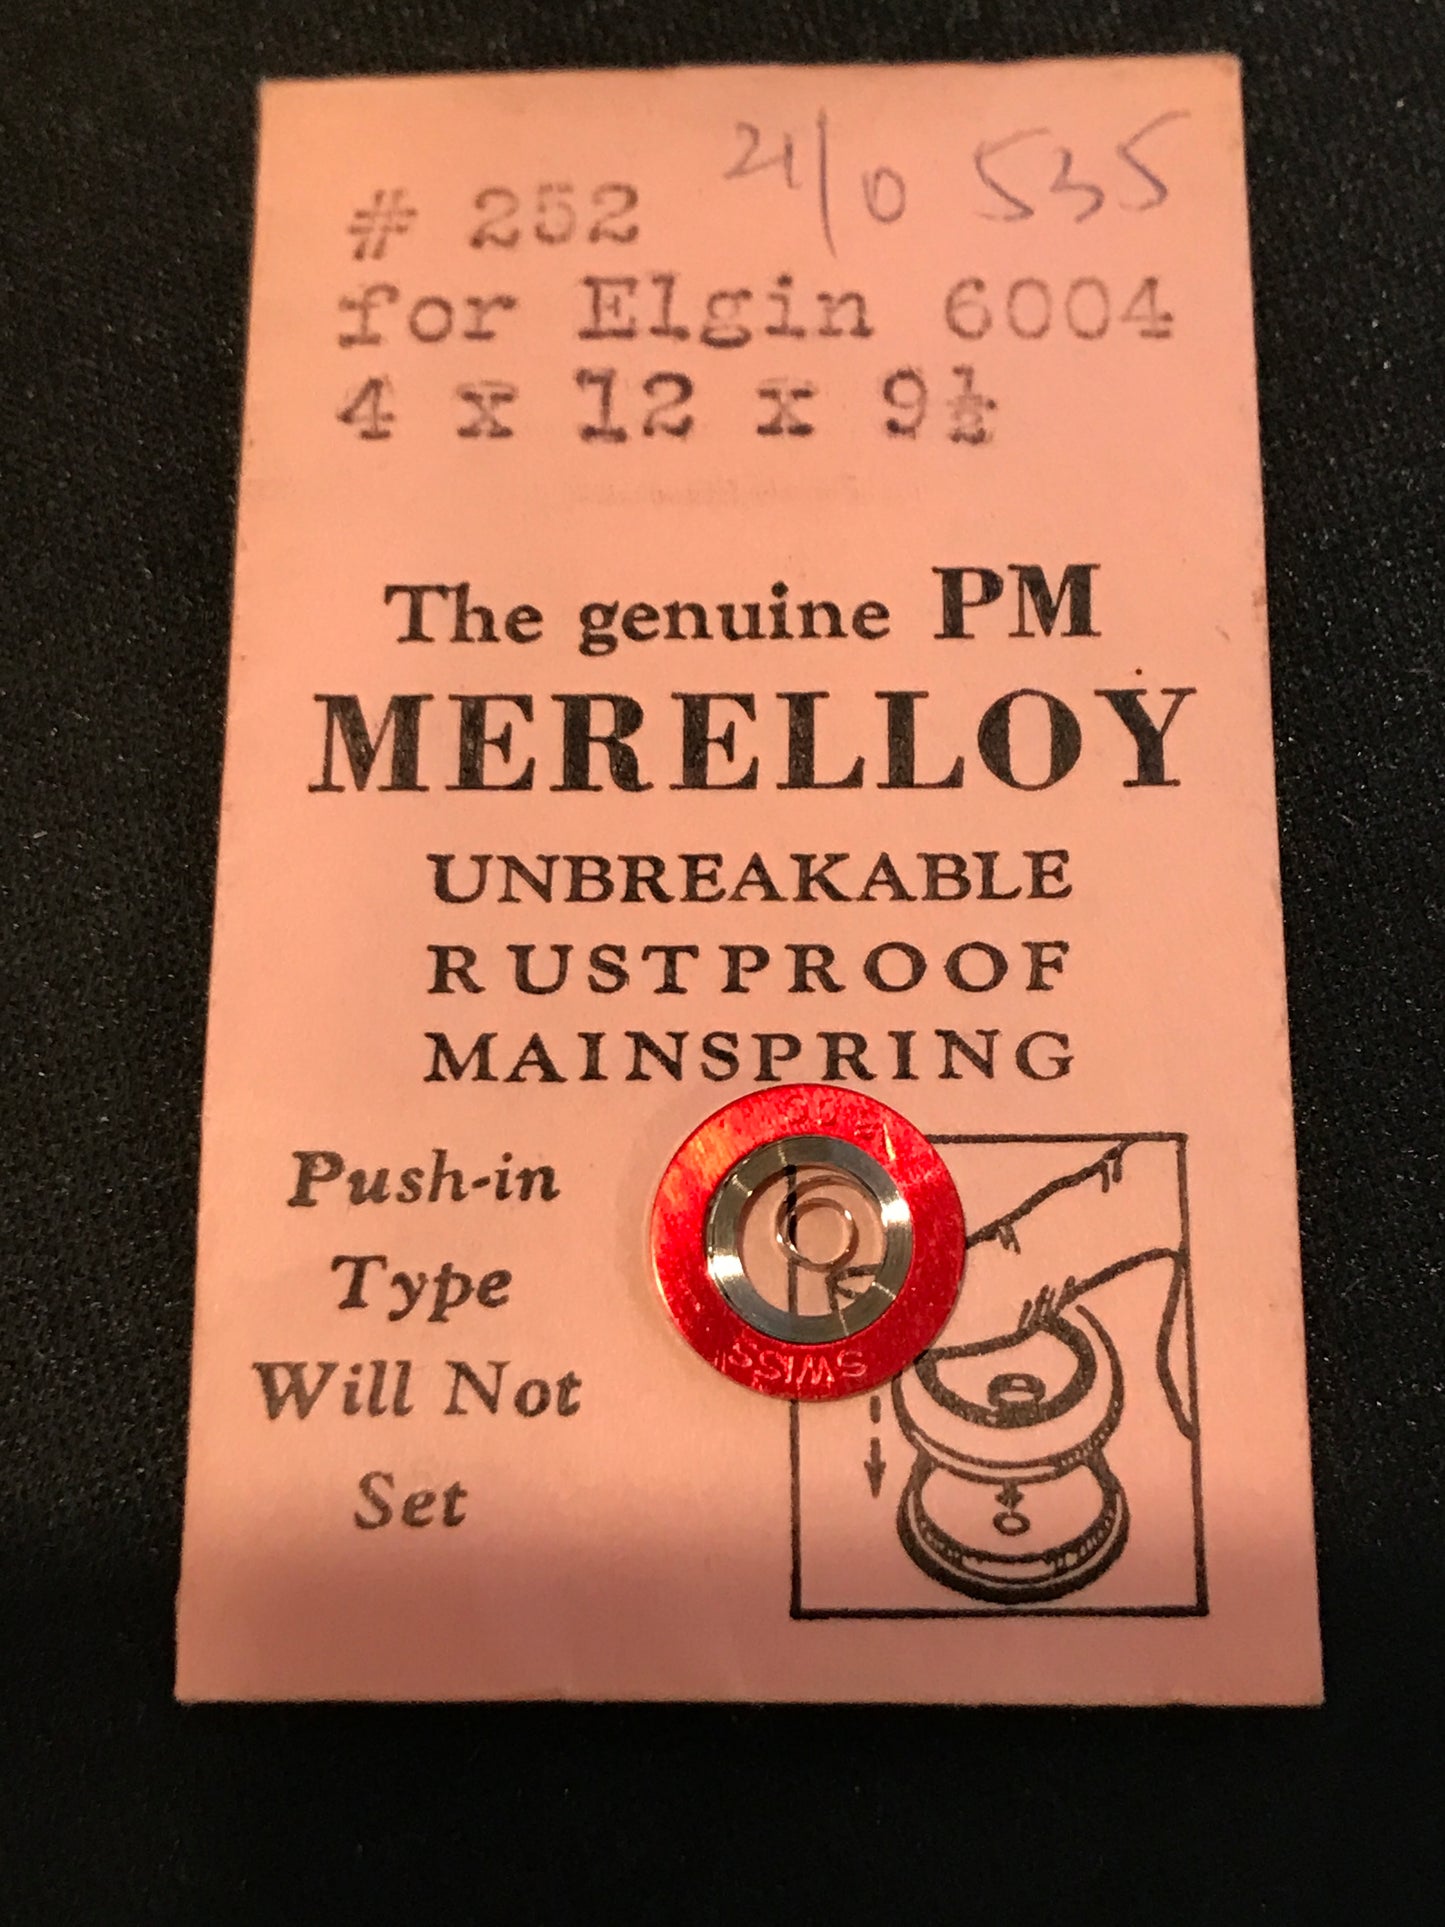 21/0 535
# 252
for Elgin 6004
4 x 12 x 9½
The genuine PM
MERELLOY
UNBREAKABLE
RUSTPROOF
MAINSPRING
Push-in
Type
Will Not
Set
SWISS